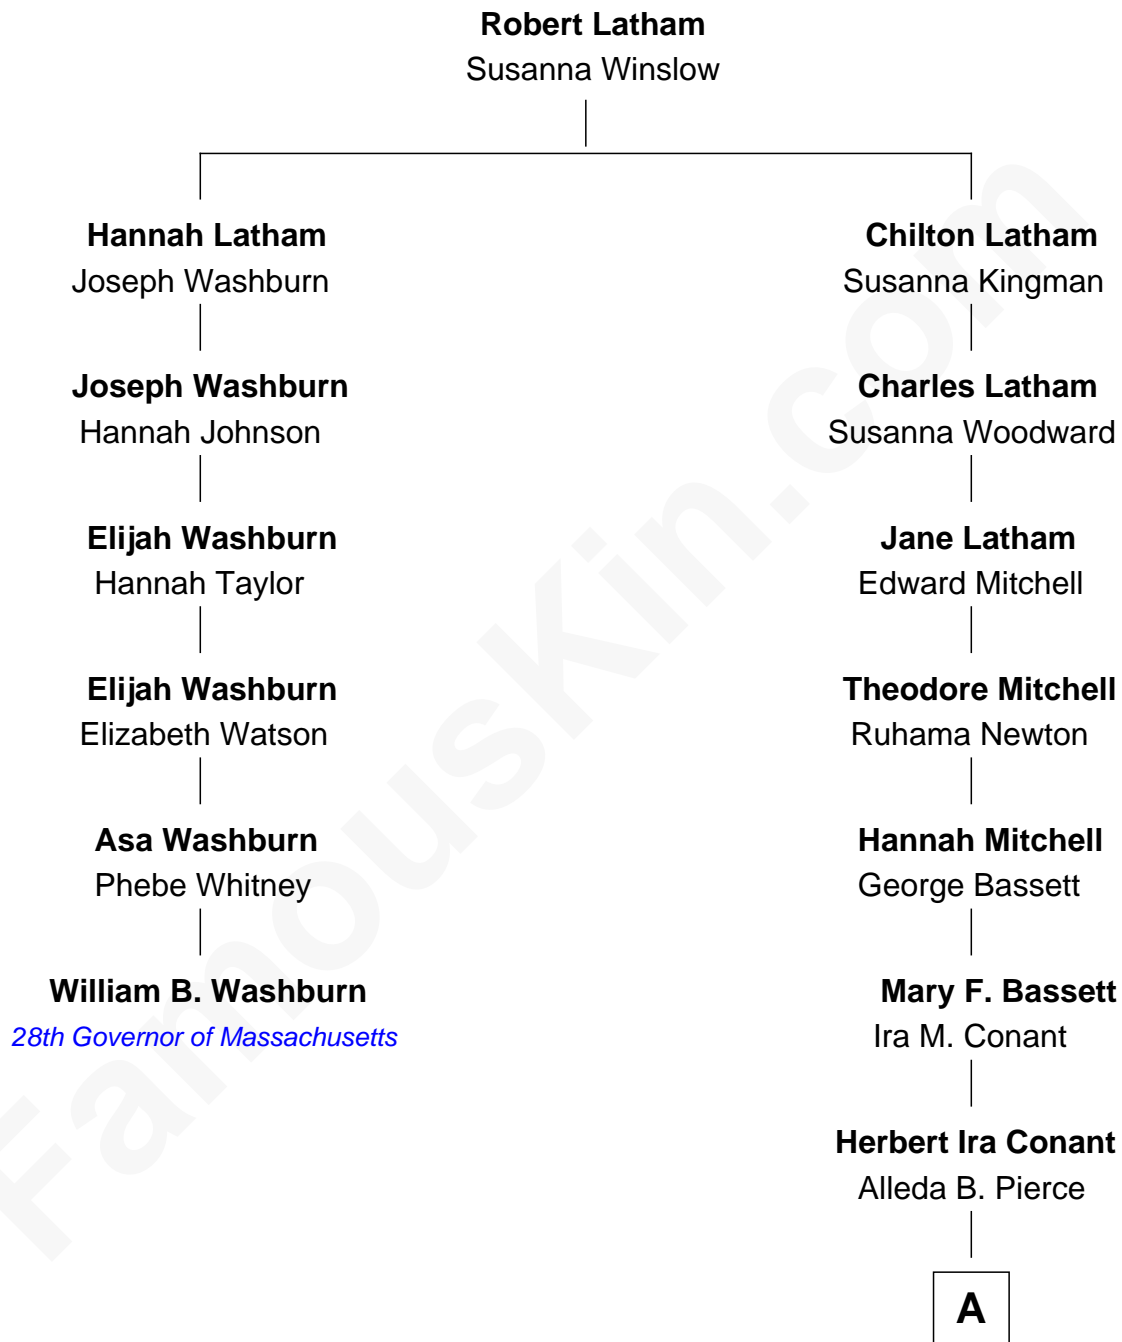 Robert Latham
Susanna Winslow
Hannah Latham
Joseph Washburn
Chilton Latham
Susanna Kingman
Joseph Washburn
Hannah Johnson
Charles Latham
Susanna Woodward
Elijah Washburn
Hannah Taylor
Jane Latham
Edward Mitchell
Elijah Washburn
Elizabeth Watson
Theodore Mitchell
Ruhama Newton
Asa Washburn
Phebe Whitney
Hannah Mitchell
George Bassett
William B. Washburn
28th Governor of Massachusetts
Mary F. Bassett
Ira M. Conant
Herbert Ira Conant
Alleda B. Pierce
A
FamousKin.com